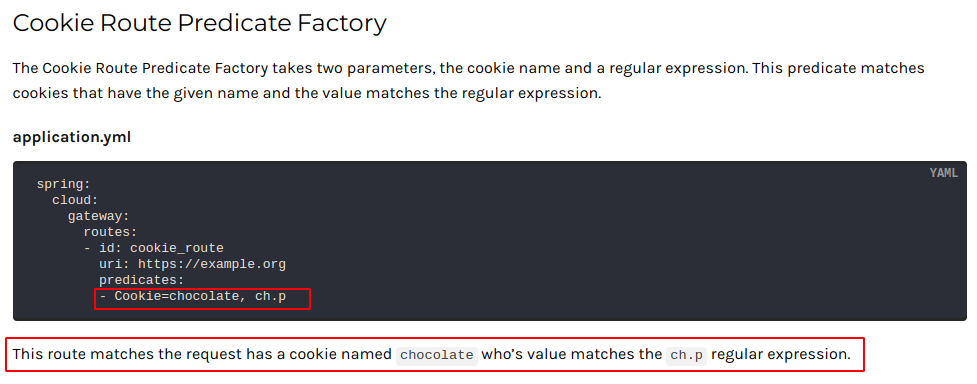 Cookie Route Predicate Factory
The Cookie Route Predicate Factory takes two parameters, the cookie name and a regular expression. This predicate matches
cookies that have the given name and the value matches the regular expression.
application.yml
YAML
spring:
  cloud:
    gateway:
      routes:
      - id: cookie_route
        uri: https://example.org
        predicates:
        - Cookie=chocolate, ch.p
This route matches the request has a cookie named chocolate who's value matches the ch.p regular expression.